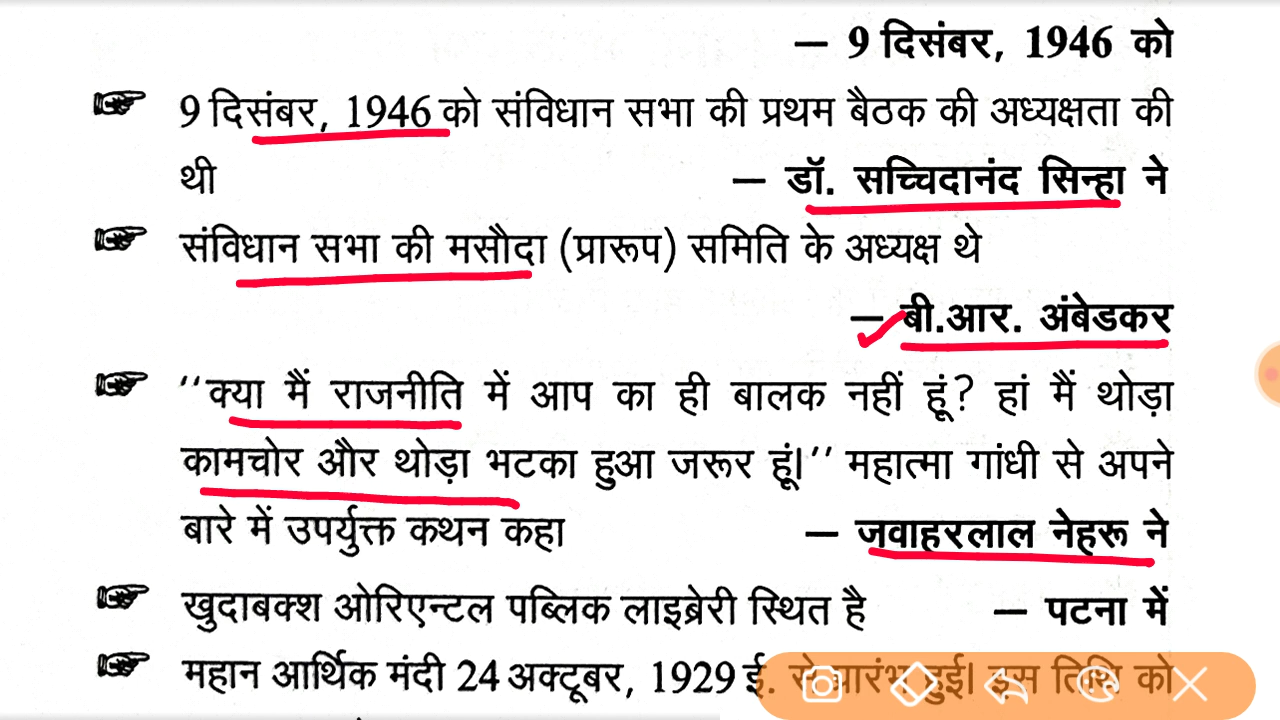 — 9 दिसंबर, 1946 को
9 दिसंबर, 1946 को संविधान सभा की प्रथम बैठक की अध्यक्षता की
थी — डॉ. सच्चिदानंद सिन्हा ने
संविधान सभा की मसौदा (प्रारूप) समिति के अध्यक्ष थे
— बी.आर. अंबेडकर
‘‘क्या मैं राजनीति में आप का ही बालक नहीं हूं? हां मैं थोड़ा
कामचोर और थोड़ा भटका हुआ जरूर हूं।’’ महात्मा गांधी से अपने
बारे में उपर्युक्त कथन कहा — जवाहरलाल नेहरू ने
खुदाबक्श ओरिएन्टल पब्लिक लाइब्रेरी स्थित है — पटना में
महान आर्थिक मंदी 24 अक्टूबर, 1929 ई. से प्रारंभ हुई। इस तिथि को